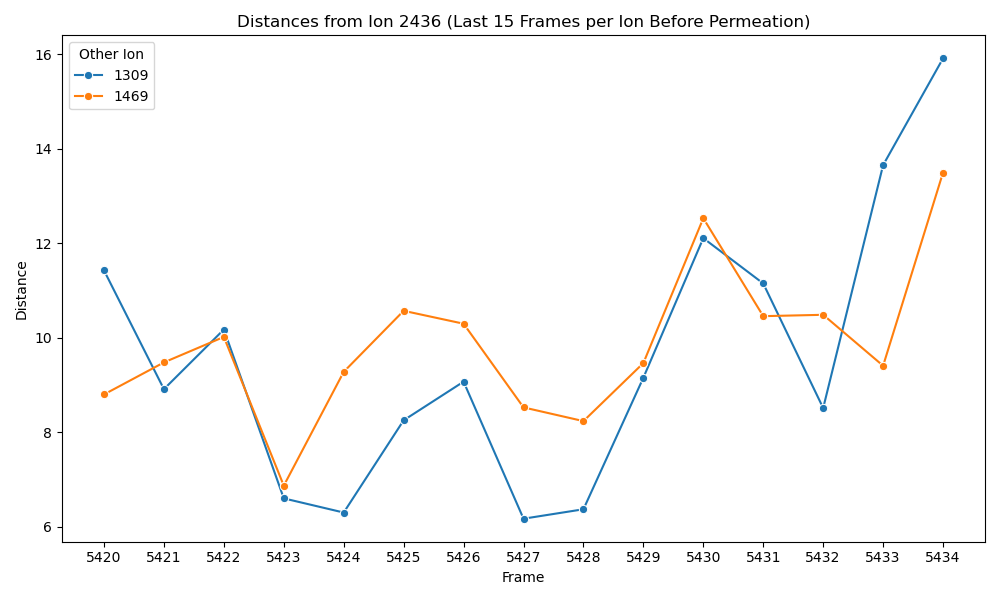 Distances from Ion 2436 (Last 15 Frames per Ion Before Permeation)
Other Ion
1309
1469
16
14
12
10
8
6
Distance
5420 5421 5422 5423 5424 5425 5426 5427 5428 5429 5430 5431 5432 5433 5434
Frame